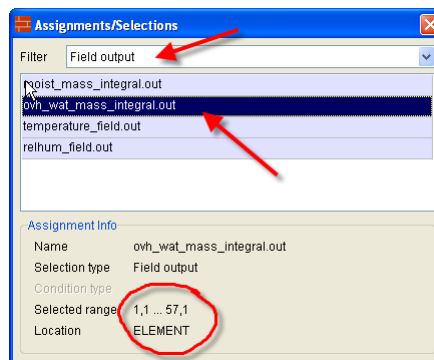 Assignments/Selections
Filter Field output
moist_mass_integral.out
ovh_wat_mass_integral.out
temperature_field.out
relhum_field.out
Assignment Info
Name ovh_wat_mass_integral.out
Selection type Field output
Condition type
Selected range 1,1 ... 57,1
Location ELEMENT